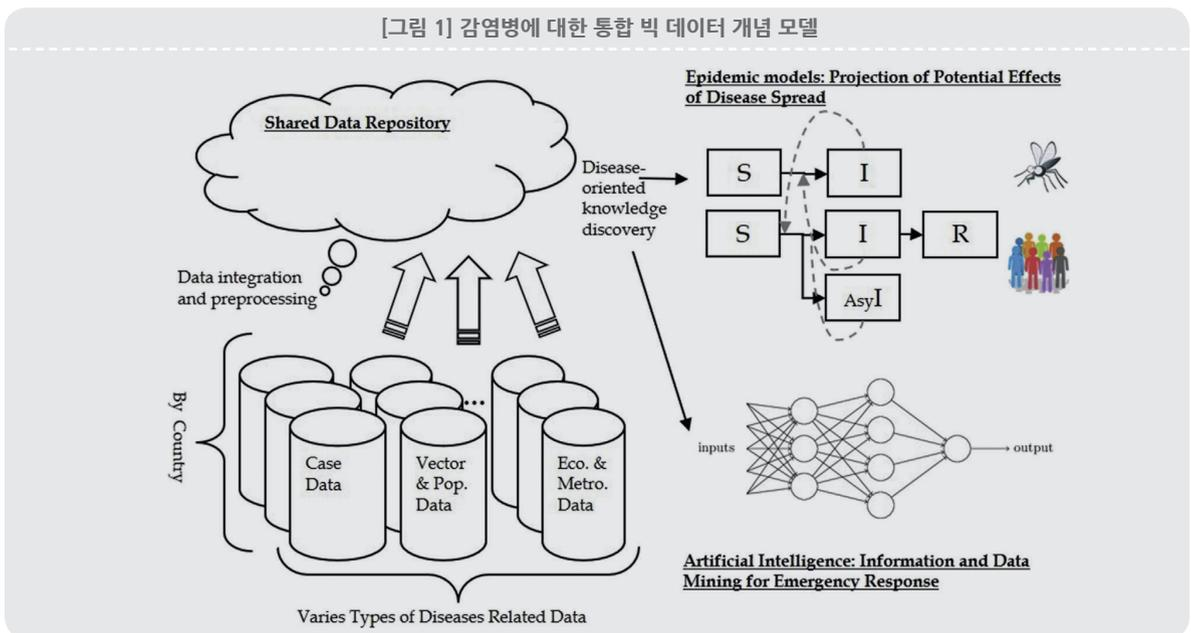 [그림 1] 감염병에 대한 통합 빅 데이터 개념 모델
Shared Data Repository
Epidemic models: Projection of Potential Effects
of Disease Spread
Disease-
oriented
knowledge
discovery
S
I
S
I
R
AsyI
Data integration
and preprocessing
By Country
...
Case
Data
Vector
& Pop.
Data
Eco. &
Metro.
Data
inputs
output
Artificial Intelligence: Information and Data
Mining for Emergency Response
Varies Types of Diseases Related Data